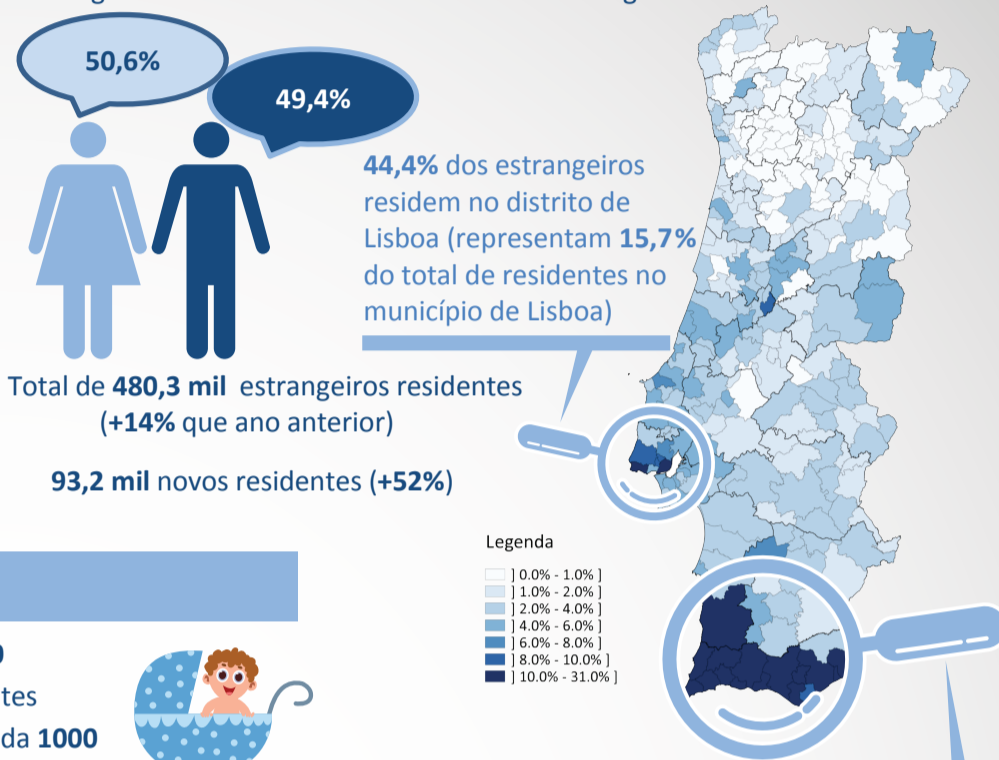 50,6%
49,4%
44,4% dos estrangeiros
residem no distrito de
Lisboa (representam 15,7%
do total de residentes no
município de Lisboa)
Total de 480,3 mil estrangeiros residentes
(+14% que ano anterior)
93,2 mil novos residentes (+52%)
Legenda
] 0.0% - 1.0% ]
] 1.0% - 2.0% ]
] 2.0% - 4.0% ]
] 4.0% - 6.0% ]
] 6.0% - 8.0% ]
] 8.0% - 10.0% ]
] 10.0% - 31.0% ]
tes
da 1000